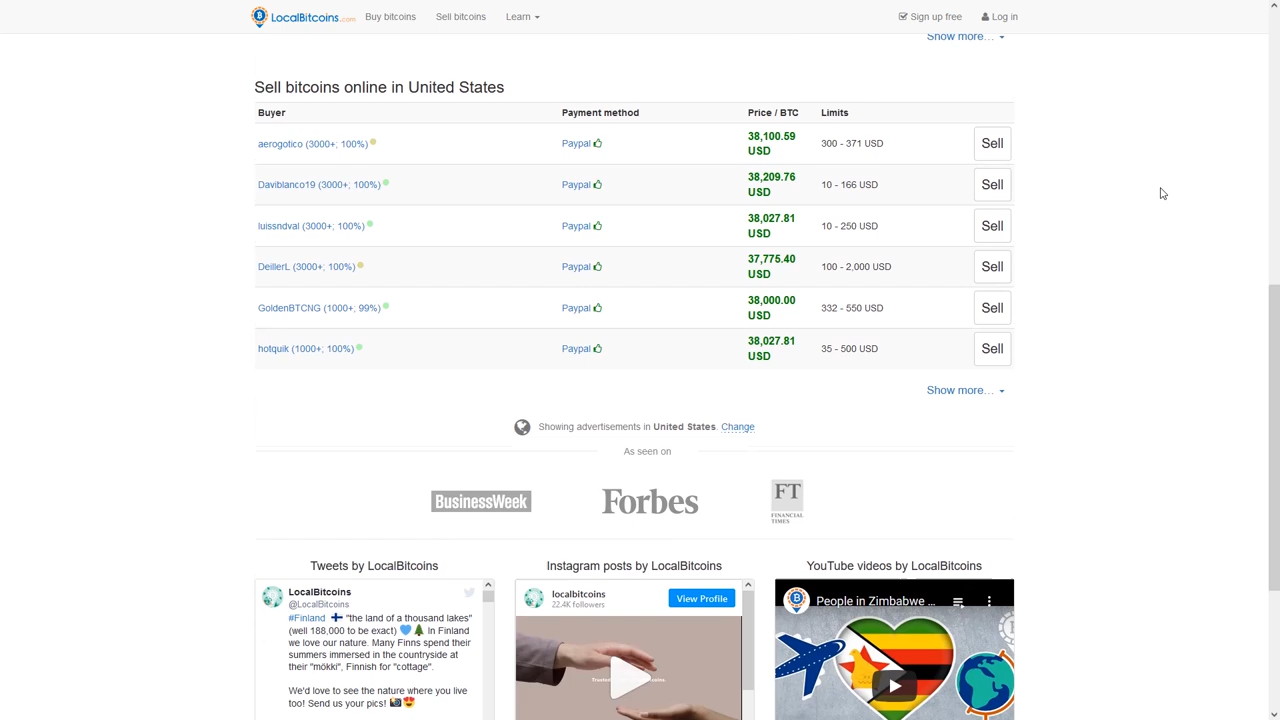 LocalBitcoins.com Buy bitcoins Sell bitcoins Learn Sign up free Log in
Show more…
Sell bitcoins online in United States
Buyer Payment method Price / BTC Limits
aerogotico (3000+; 100%) Paypal 38,100.59 USD 300 - 371 USD Sell
Daviblanco19 (3000+; 100%) Paypal 38,209.76 USD 10 - 166 USD Sell
luissndval (3000+; 100%) Paypal 38,027.81 USD 10 - 250 USD Sell
DeillerL (3000+; 100%) Paypal 37,775.40 USD 100 - 2,000 USD Sell
GoldenBTCNG (1000+; 99%) Paypal 38,000.00 USD 332 - 550 USD Sell
hotquik (1000+; 100%) Paypal 38,027.81 USD 35 - 500 USD Sell
Show more…
Showing advertisements in United States. Change
As seen on
BusinessWeek Forbes FT FINANCIAL TIMES
Tweets by LocalBitcoins
LocalBitcoins
@LocalBitcoins
#Finland "the land of a thousand lakes"
(well 188,000 to be exact) In Finland
we love our nature. Many Finns spend their
summers immersed in the countryside at
their "mökki", Finnish for "cottage".
We'd love to see the nature where you live
too! Send us your pics!
Instagram posts by LocalBitcoins
localbitcoins
22.4K followers
View Profile
YouTube videos by LocalBitcoins
People in Zimbabwe …